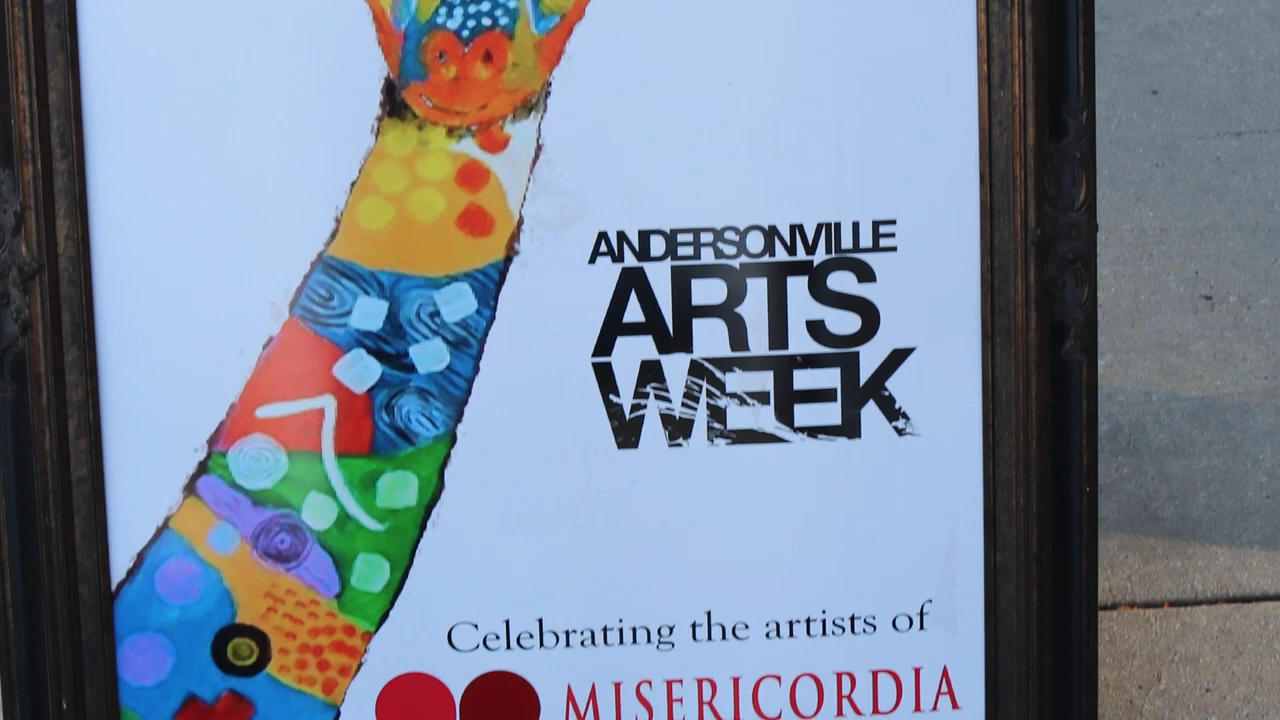 ANDERSONVILLE
ARTS
WEEK
Celebrating the artists of
MISERICORDIA